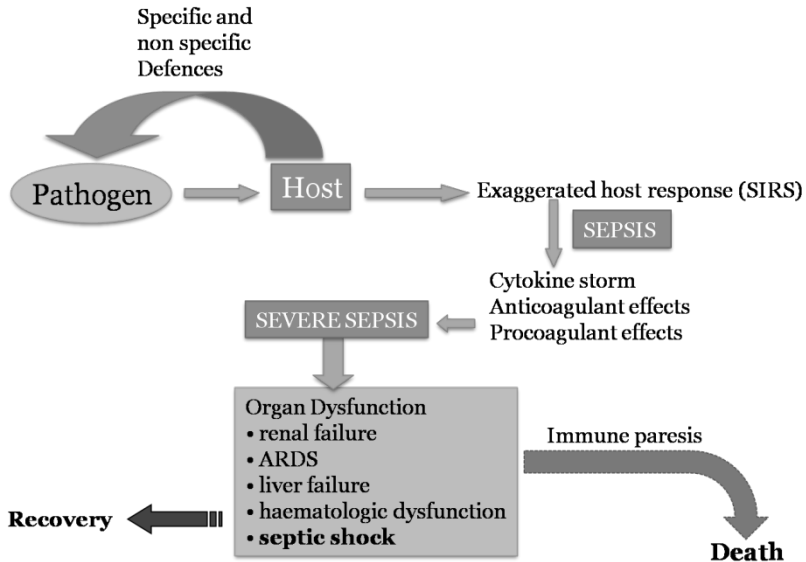 Specific and
non specific
Defences
Pathogen
Host
Exaggerated host response (SIRS)
SEPSIS
Cytokine storm
Anticoagulant effects
Procoagulant effects
SEVERE SEPSIS
Organ Dysfunction
• renal failure
• ARDS
• liver failure
• haematologic dysfunction
• septic shock
Immune paresis
Recovery
Death